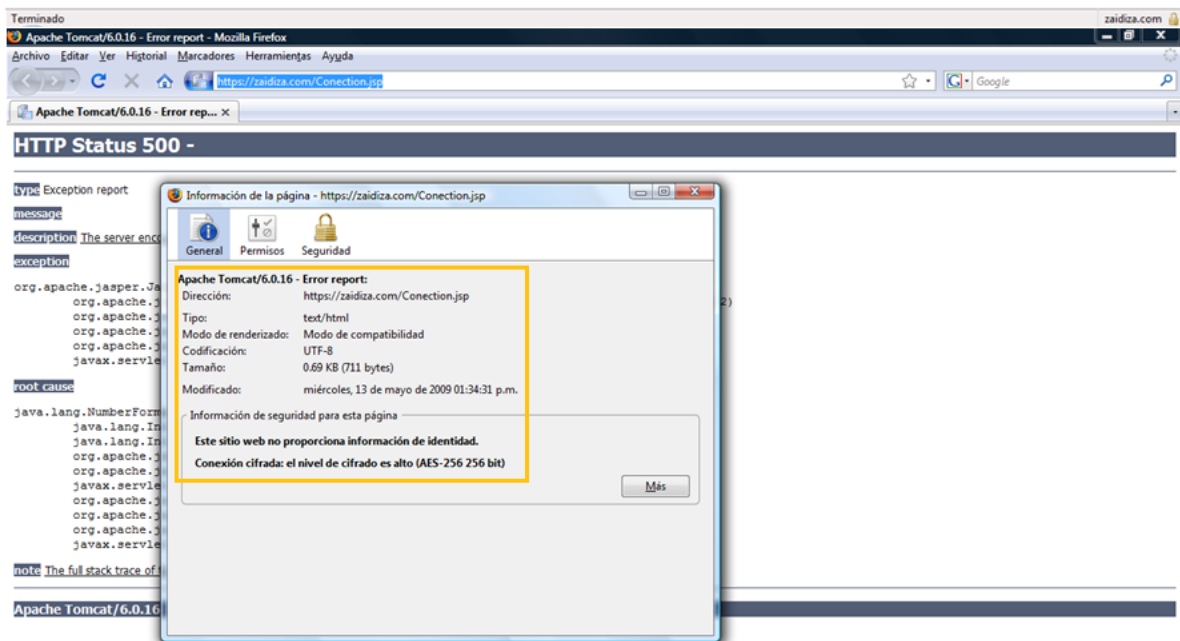 Terminado
zaidiza.com
Apache Tomcat/6.0.16 - Error report - Mozilla Firefox
Archivo Editar Ver Historial Marcadores Herramientas Ayuda
https://zaidiza.com/Conection.jsp
G Google
Apache Tomcat/6.0.16 - Error rep...
HTTP Status 500 -
type Exception report
message
description The server enco
exception
org.apache.jasper.Ja
org.apache.j
2)
org.apache.j
org.apache.j
org.apache.j
javax.servle
root cause
java.lang.NumberForm
java.lang.In
java.lang.In
org.apache.j
org.apache.j
javax.servle
org.apache.j
org.apache.j
org.apache.j
javax.servle
note The full stack trace of
Apache Tomcat/6.0.16
Información de la página - https://zaidiza.com/Conection.jsp
General Permisos Seguridad
Apache Tomcat/6.0.16 - Error report:
Dirección: https://zaidiza.com/Conection.jsp
Tipo: text/html
Modo de renderizado: Modo de compatibilidad
Codificación: UTF-8
Tamaño: 0.69 KB (711 bytes)
Modificado: miércoles, 13 de mayo de 2009 01:34:31 p.m.
Información de seguridad para esta página
Este sitio web no proporciona información de identidad.
Conexión cifrada: el nivel de cifrado es alto (AES-256 256 bit)
Más